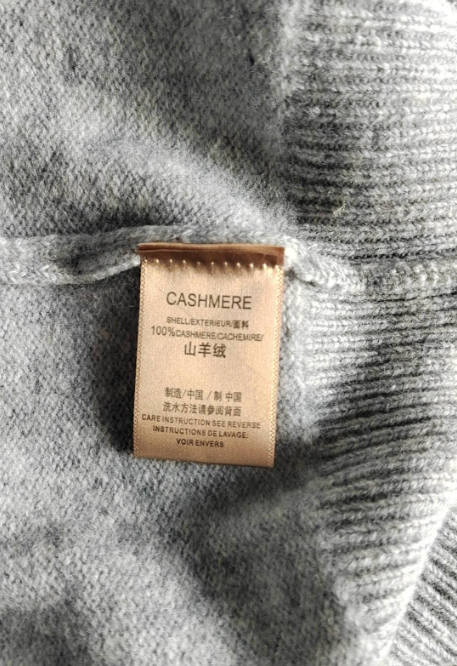 CASHMERE
SHELL/EXTERIEUR/面料
100%CASHMERE/CACHEMIRE/
山羊绒
制造/中国 / 制 中国
洗水方法请参阅背面
CARE INSTRUCTION SEE REVERSE
INSTRUCTIONS DE LAVAGE.
VOIR ENVERS